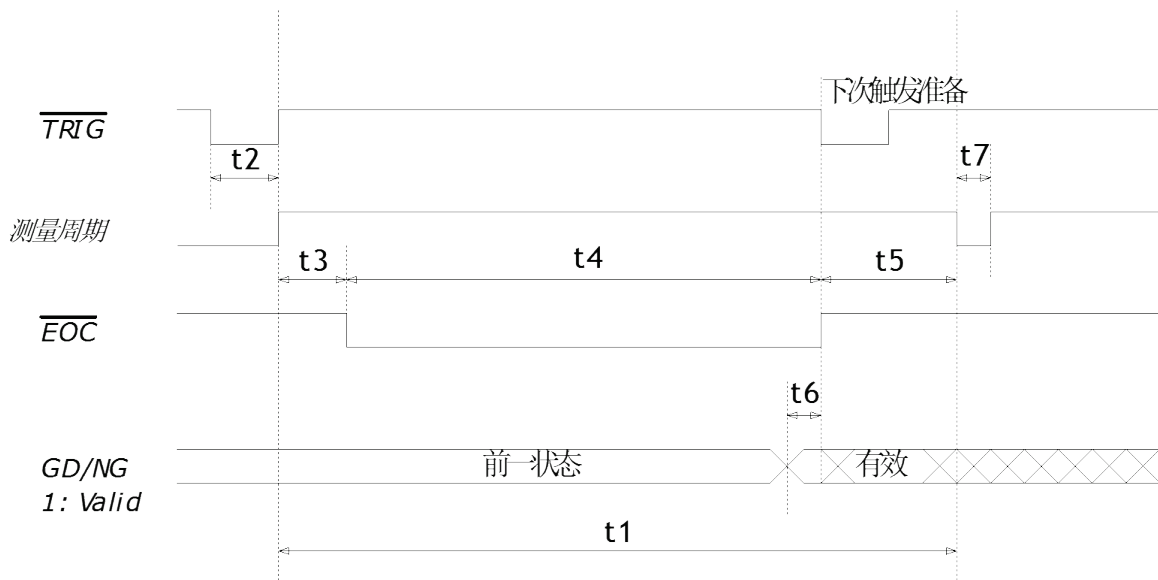 下次触发准备
TRIG
t2
t7
测量周期
t3
t4
t5
EOC
t6
GD/NG
前一状态
有效
1: Valid
t1